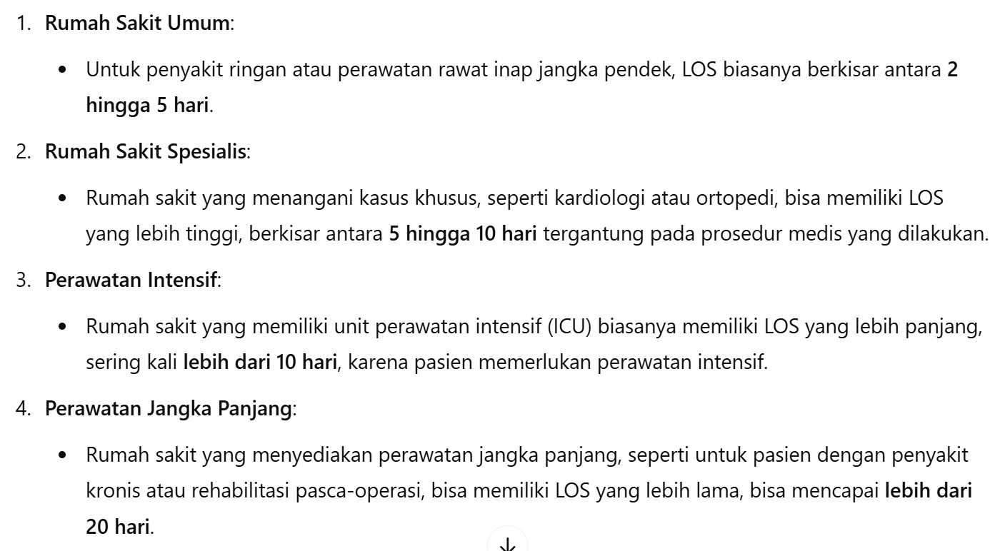 1. Rumah Sakit Umum:
• Untuk penyakit ringan atau perawatan rawat inap jangka pendek, LOS biasanya berkisar antara 2
hingga 5 hari.
2. Rumah Sakit Spesialis:
• Rumah sakit yang menangani kasus khusus, seperti kardiologi atau ortopedi, bisa memiliki LOS
yang lebih tinggi, berkisar antara 5 hingga 10 hari tergantung pada prosedur medis yang dilakukan.
3. Perawatan Intensif:
• Rumah sakit yang memiliki unit perawatan intensif (ICU) biasanya memiliki LOS yang lebih panjang,
sering kali lebih dari 10 hari, karena pasien memerlukan perawatan intensif.
4. Perawatan Jangka Panjang:
• Rumah sakit yang menyediakan perawatan jangka panjang, seperti untuk pasien dengan penyakit
kronis atau rehabilitasi pasca-operasi, bisa memiliki LOS yang lebih lama, bisa mencapai lebih dari
20 hari.